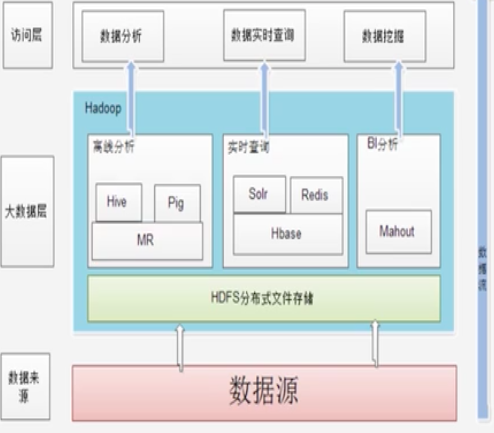 访问层
数据分析
数据实时查询
数据挖掘
Hadoop
离线分析
实时查询
BI分析
大数据层
Hive
Pig
MR
Solr
Redis
Hbase
Mahout
数据流
HDFS分布式文件存储
数据来
源
数据源